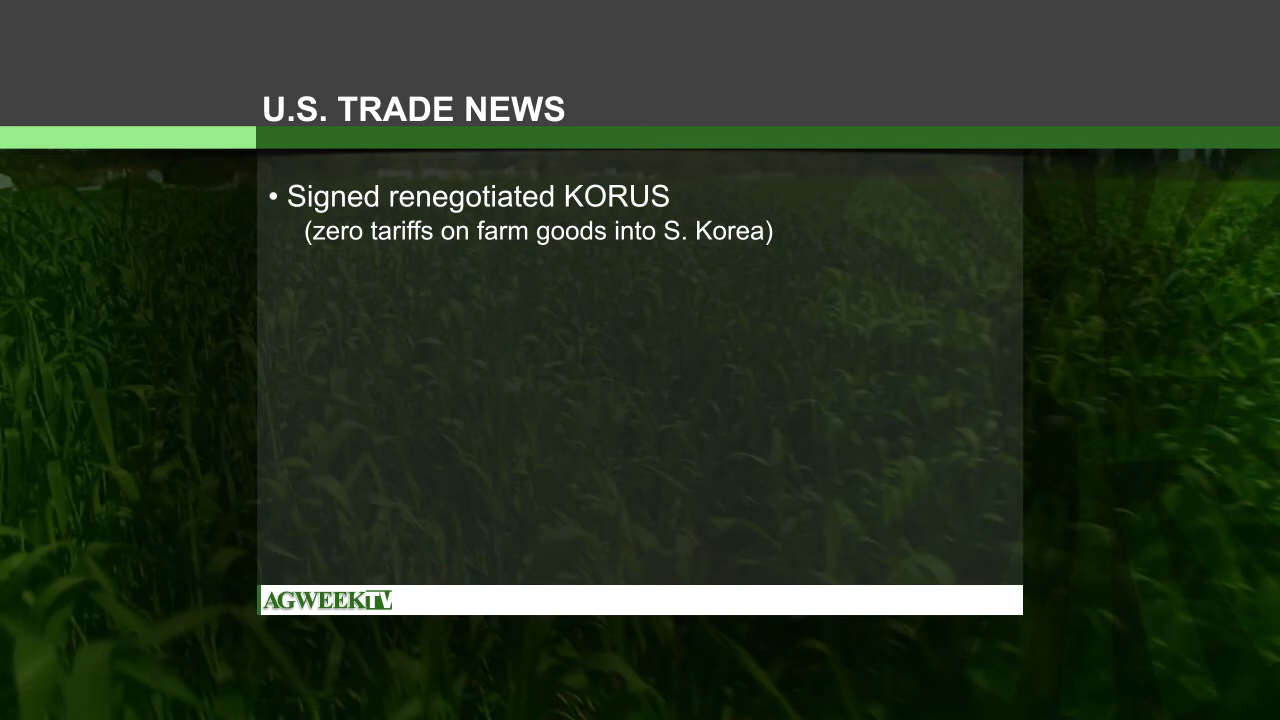 U.S. TRADE NEWS
• Signed renegotiated KORUS
(zero tariffs on farm goods into S. Korea)
AGWEEKTV